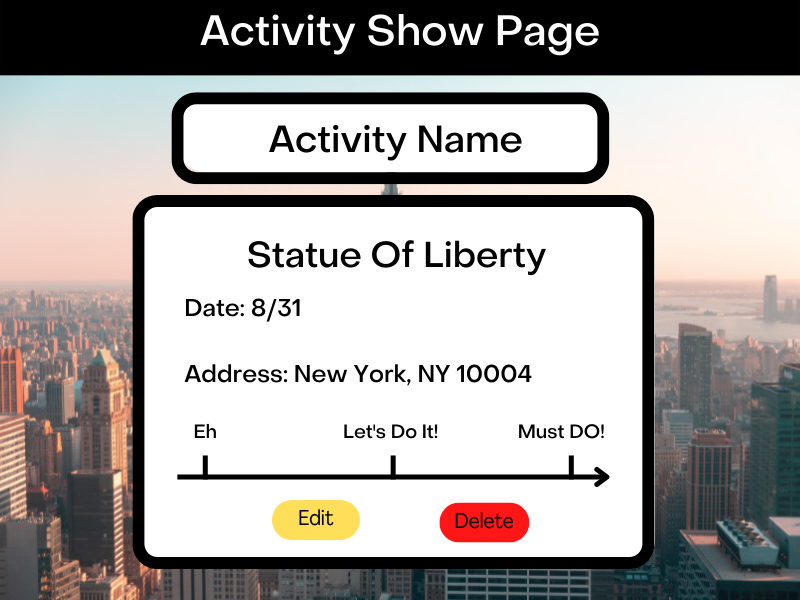 Activity Show Page
Activity Name
Statue Of Liberty
Date: 8/31
Address: New York, NY 10004
Eh Let's Do It! Must DO!
Edit Delete